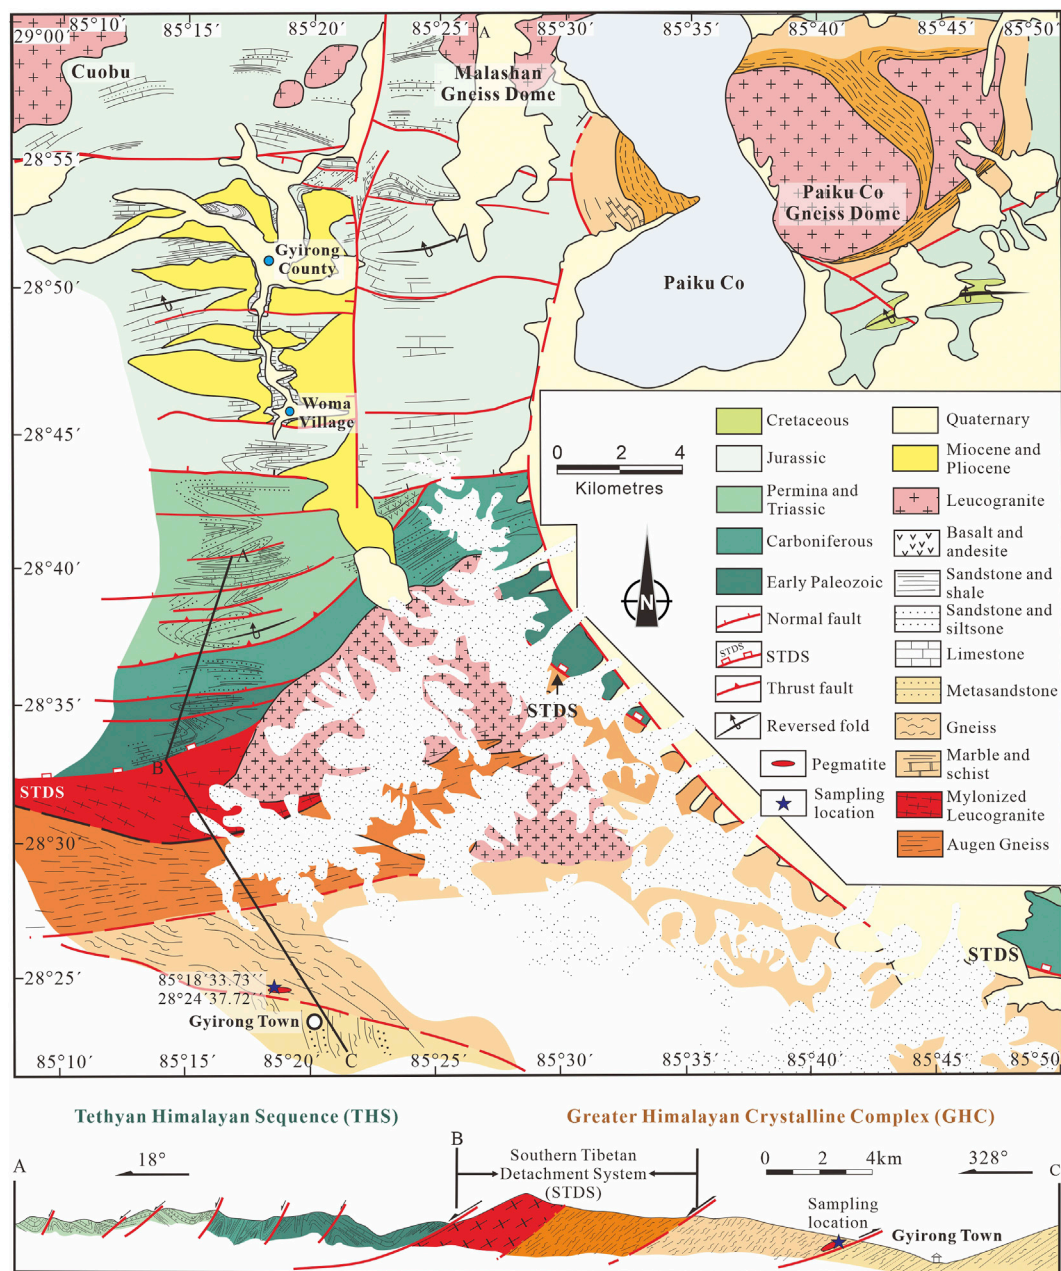 85°10′ 85°15′ 85°20′ 85°25′ 85°30′ 85°35′ 85°40′ 85°45′ 85°50′
29°00′
A
Cuobu
Malashan
Gneiss Dome
28°55′
Paiku Co
Gneiss Dome
Gyirong
County
28°50′
Paiku Co
Woma
Village
28°45′
0 2 4
Kilometres
N
28°40′
A
28°35′
B
STDS
STDS
28°30′
28°25′
85°18′33.73′′
28°24′37.72′′
Gyirong Town
C
STDS
Cretaceous
Jurassic
Permina and
Triassic
Carboniferous
Early Paleozoic
Normal fault
STDS
STDS
Thrust fault
Reversed fold
Pegmatite
Sampling
location
Quaternary
Miocene and
Pliocene
Leucogranite
Basalt and
andesite
Sandstone and
shale
Sandstone and
siltsone
Limestone
Metasandstone
Gneiss
Marble and
schist
Mylonized
Leucogranite
Augen Gneiss
85°10′ 85°15′ 85°20′ 85°26′ 85°30′ 85°35′ 85°40′ 85°45′ 85°50′
Tethyan Himalayan Sequence (THS)
Greater Himalayan Crystalline Complex (GHC)
A
18°
B
Southern Tibetan
Detachment System
(STDS)
0 2 4km
328°
C
Sampling
location
Gyirong Town